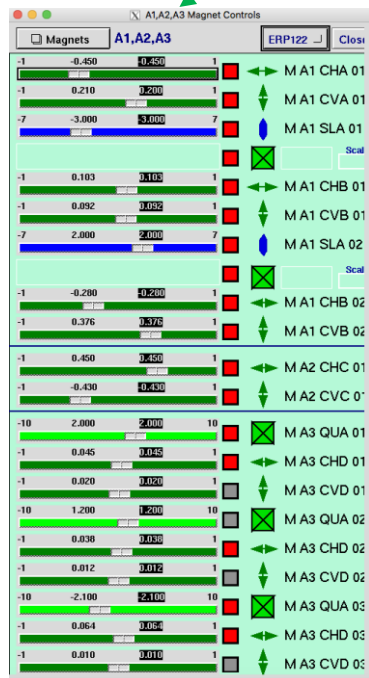 A1,A2,A3 Magnet Controls
Magnets A1,A2,A3 ERP122 Close
-1 -0.450 -0.450 1 M A1 CHA 01
-1 0.210 0.200 1 M A1 CVA 01
-7 -3.000 -3.000 7 M A1 SLA 01
Scal
-1 0.103 0.103 1 M A1 CHB 01
-1 0.092 0.092 1 M A1 CVB 01
-7 2.000 2.000 7 M A1 SLA 02
Scal
-1 -0.280 -0.280 1 M A1 CHB 02
-1 0.376 0.376 1 M A1 CVB 02
-1 0.450 0.450 1 M A2 CHC 01
-1 -0.430 -0.430 1 M A2 CVC 01
-10 2.000 2.000 10 M A3 QUA 01
-1 0.045 0.045 1 M A3 CHD 01
-1 0.020 0.020 1 M A3 CVD 01
-10 1.200 1.200 10 M A3 QUA 02
-1 0.038 0.038 1 M A3 CHD 02
-1 0.012 0.012 1 M A3 CVD 02
-10 -2.100 -2.100 10 M A3 QUA 03
-1 0.064 0.064 1 M A3 CHD 03
-1 0.010 0.010 1 M A3 CVD 03